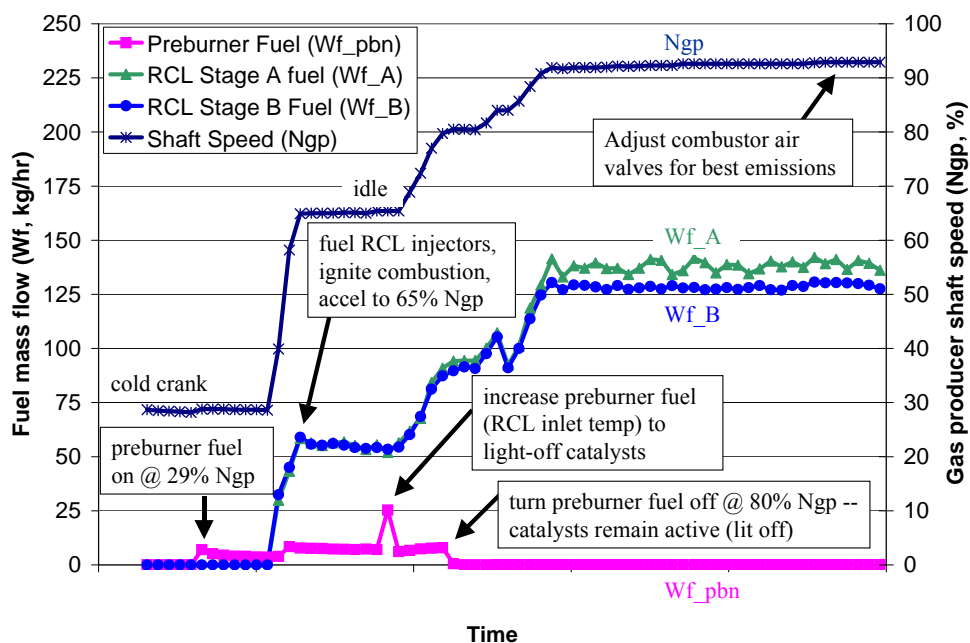 Fuel mass flow (Wf, kg/hr)
250
225
200
175
150
125
100
75
50
25
0
Preburner Fuel (Wf_pbn)
RCL Stage A fuel (Wf_A)
RCL Stage B Fuel (Wf_B)
Shaft Speed (Ngp)
Ngp
Adjust combustor air
valves for best emissions
idle
fuel RCL injectors,
ignite combustion,
accel to 65% Ngp
Wf_A
Wf_B
cold crank
preburner fuel
on @ 29% Ngp
increase preburner fuel
(RCL inlet temp) to
light-off catalysts
turn preburner fuel off @ 80% Ngp --
catalysts remain active (lit off)
Wf_pbn
100
90
80
70
60
50
40
30
20
10
0
Gas producer shaft speed (Ngp, %)
Time